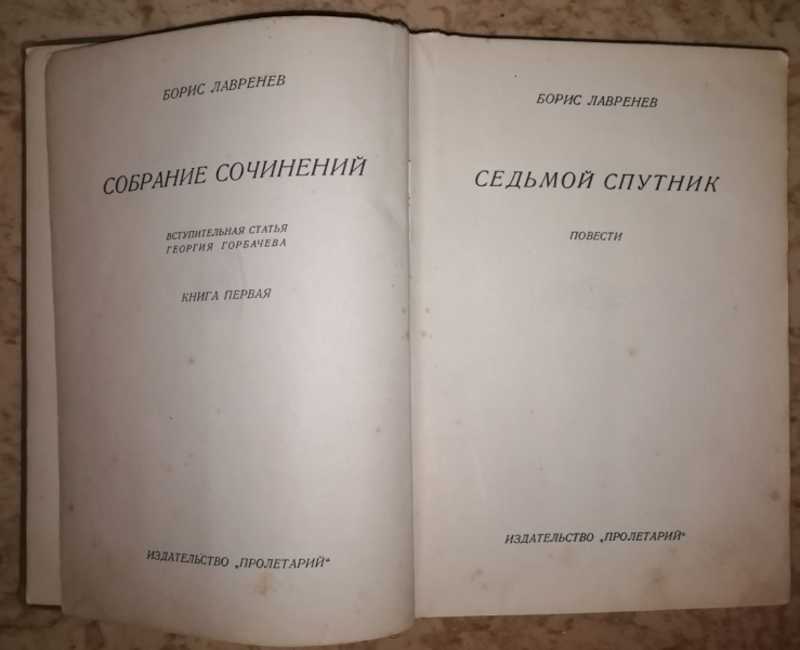 БОРИС ЛАВРЕНЕВ
СОБРАНИЕ СОЧИНЕНИЙ
ВСТУПИТЕЛЬНАЯ СТАТЬЯ
ГЕОРГИЯ ГОРБАЧЕВА
КНИГА ПЕРВАЯ
ИЗДАТЕЛЬСТВО „ПРОЛЕТАРИЙ“
БОРИС ЛАВРЕНЕВ
СЕДЬМОЙ СПУТНИК
ПОВЕСТИ
ИЗДАТЕЛЬСТВО „ПРОЛЕТАРИЙ“